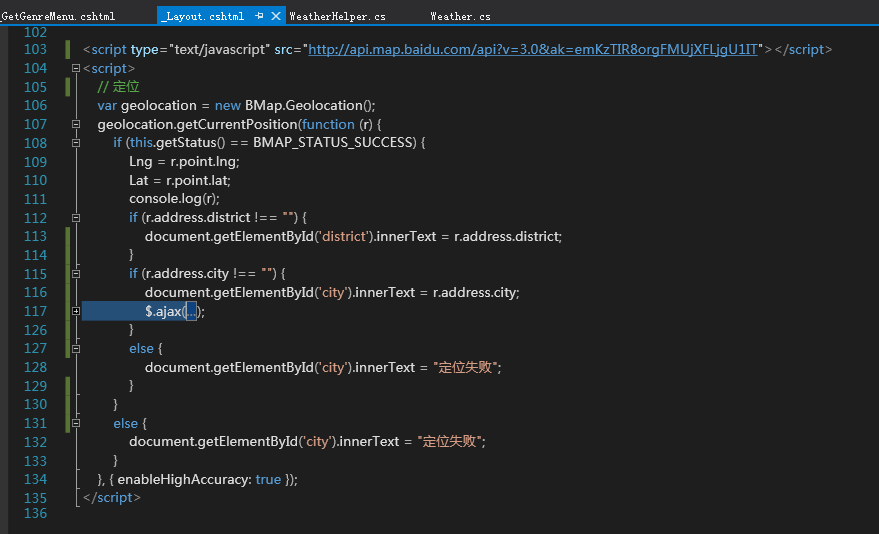 _GetGenreMenu.cshtml _Layout.cshtml WeatherHelper.cs Weather.cs
102
103 <script type="text/javascript" src="http://api.map.baidu.com/api?v=3.0&ak=emKzTIR8orgFMUjXFLjgU1IT"></script>
104 <script>
105 // 定位
106 var geolocation = new BMap.Geolocation();
107 geolocation.getCurrentPosition(function (r) {
108 if (this.getStatus() == BMAP_STATUS_SUCCESS) {
109 Lng = r.point.lng;
110 Lat = r.point.lat;
111 console.log(r);
112 if (r.address.district !== "") {
113 document.getElementById('district').innerText = r.address.district;
114 }
115 if (r.address.city !== "") {
116 document.getElementById('city').innerText = r.address.city;
117 $.ajax(...);
126 }
127 else {
128 document.getElementById('city').innerText = "定位失败";
129 }
130 }
131 else {
132 document.getElementById('city').innerText = "定位失败";
133 }
134 }, { enableHighAccuracy: true });
135 </script>
136